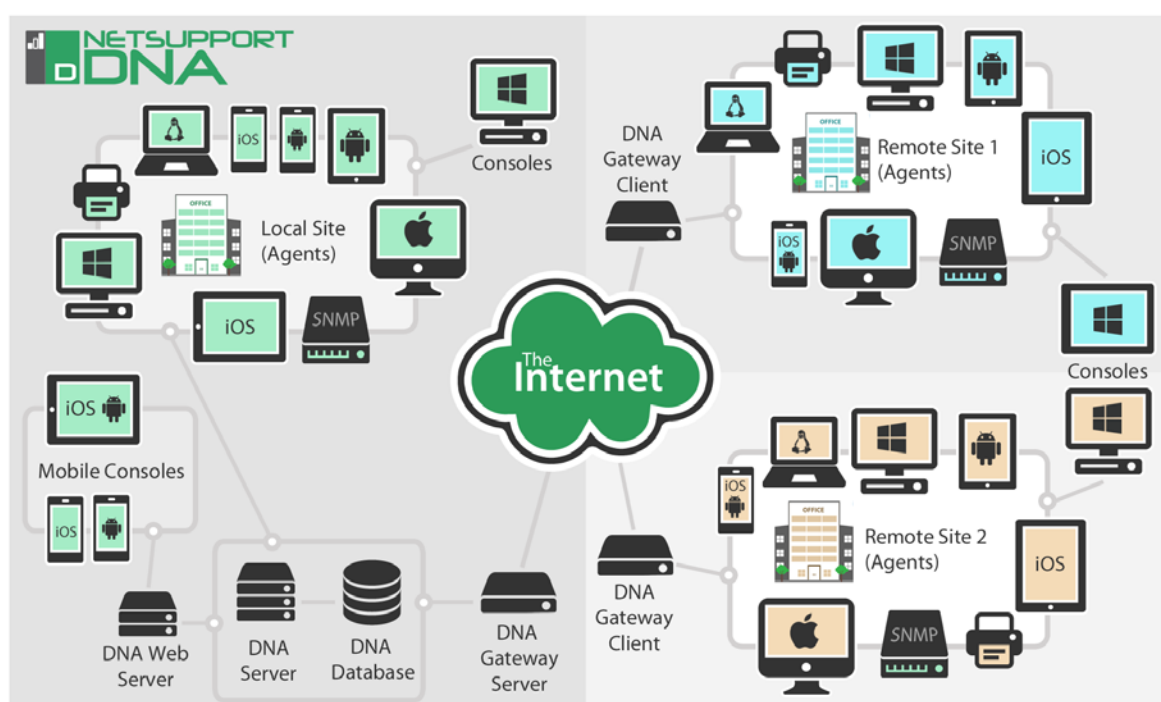 NETSUPPORT
DNA
D
Consoles
iOS
OFFICE
Local Site
(Agents)
iOS
SNMP
iOS
Mobile Consoles
iOS
DNA Web
Server
DNA
Server
DNA
Database
DNA
Gateway
Server
The
Internet
DNA
Gateway
Client
OFFICE
Remote Site 1
(Agents)
iOS
iOS
SNMP
Consoles
DNA
Gateway
Client
iOS
OFFICE
Remote Site 2
(Agents)
iOS
SNMP